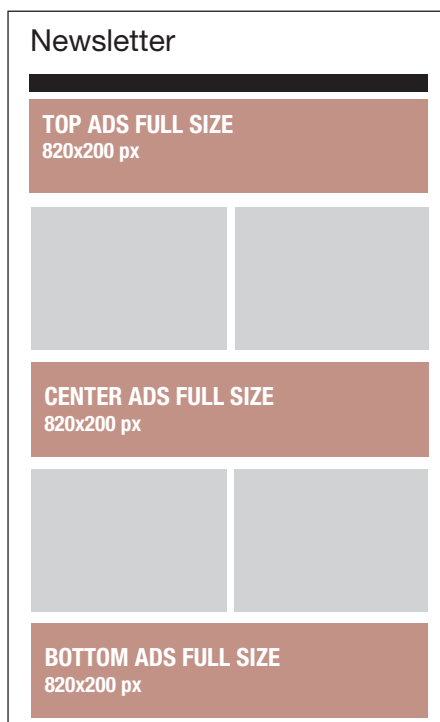 Newsletter
TOP ADS FULL SIZE
820x200 px
CENTER ADS FULL SIZE
820x200 px
BOTTOM ADS FULL SIZE
820x200 px